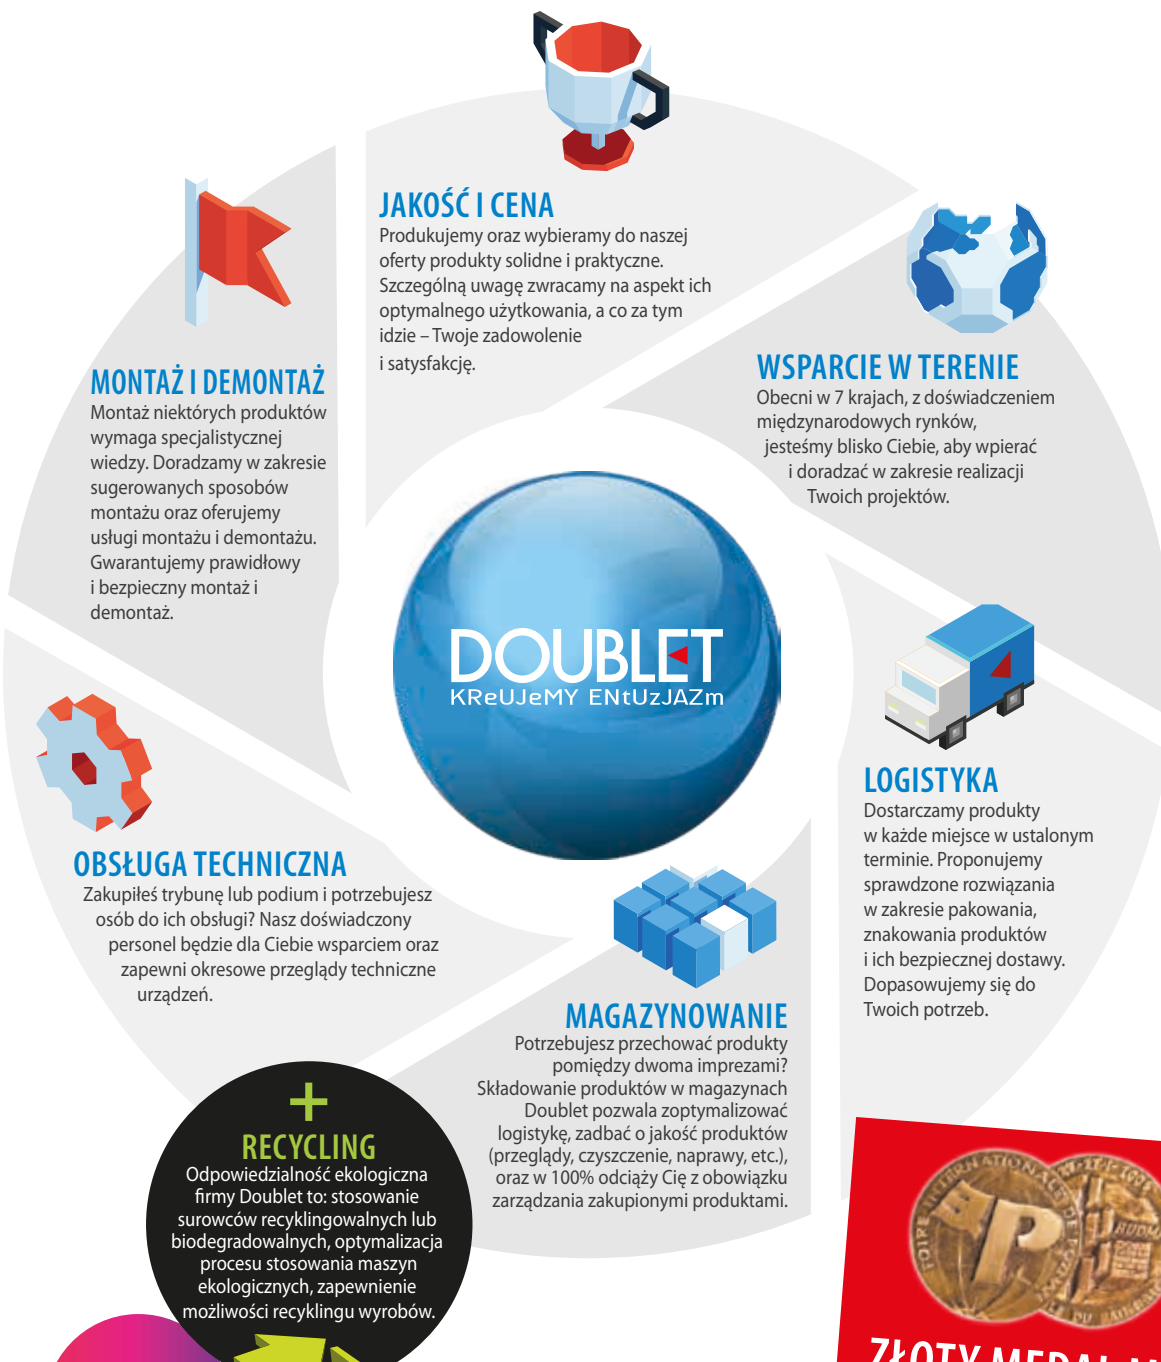 JAKOŚĆ I CENA
Produkujemy oraz wybieramy do naszej
oferty produkty solidne i praktyczne.
Szczególną uwagę zwracamy na aspekt ich
optymalnego użytkowania, a co za tym
idzie – Twoje zadowolenie
i satysfakcję.
WSPARCIE W TERENIE
Obecni w 7 krajach, z doświadczeniem
międzynarodowych rynków,
jesteśmy blisko Ciebie, aby wpierać
i doradzać w zakresie realizacji
Twoich projektów.
MONTAŻ I DEMONTAŻ
Montaż niektórych produktów
wymaga specjalistycznej
wiedzy. Doradzamy w zakresie
sugerowanych sposobów
montażu oraz oferujemy
usługi montażu i demontażu.
Gwarantujemy prawidłowy
i bezpieczny montaż i
demontaż.
DOUBLET
KReUJeMY ENtUzJAZm
LOGISTYKA
Dostarczamy produkty
w każde miejsce w ustalonym
terminie. Proponujemy
sprawdzone rozwiązania
w zakresie pakowania,
znakowania produktów
i ich bezpiecznej dostawy.
Dopasowujemy się do
Twoich potrzeb.
OBSŁUGA TECHNICZNA
Zakupiłeś trybunę lub podium i potrzebujesz
osób do ich obsługi? Nasz doświadczony
personel będzie dla Ciebie wsparciem oraz
zapewni okresowe przeglądy techniczne
urządzeń.
MAGAZYNOWANIE
Potrzebujesz przechować produkty
pomiędzy dwoma imprezami?
Składowanie produktów w magazynach
Doublet pozwala zoptymalizować
logistykę, zadbać o jakość produktów
(przeglądy, czyszczenie, naprawy, etc.),
oraz w 100% odciąży Cię z obowiązku
zarządzania zakupionymi produktami.
+
RECYCLING
Odpowiedzialność ekologiczna
firmy Doublet to: stosowanie
surowców recyklingowalnych lub
biodegradowalnych, optymalizacja
procesu stosowania maszyn
ekologicznych, zapewnienie
możliwości recyklingu wyrobów.
ZŁOTY MEDAL